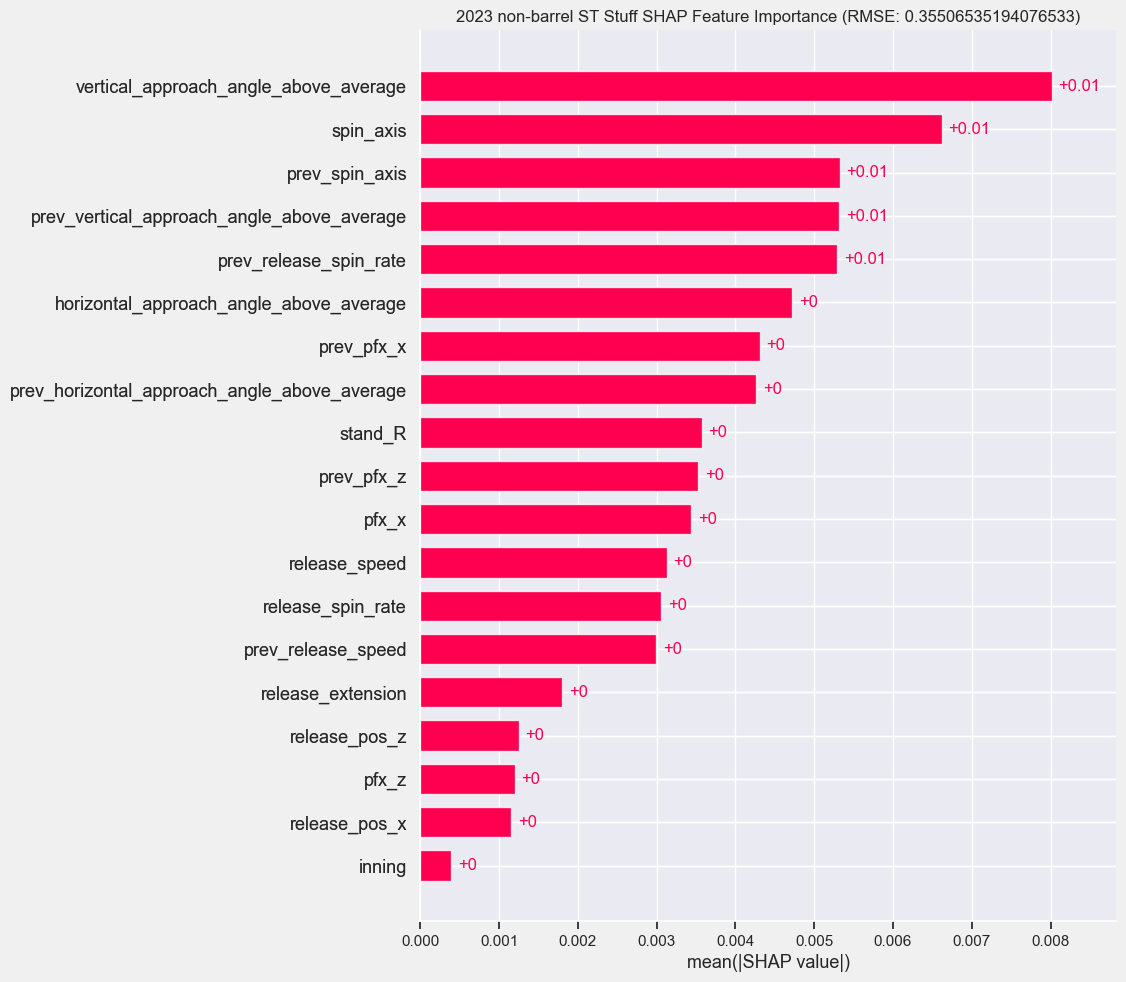 2023 non-barrel ST Stuff SHAP Feature Importance (RMSE: 0.35506535194076533)
vertical_approach_angle_above_average +0.01
spin_axis +0.01
prev_spin_axis +0.01
prev_vertical_approach_angle_above_average +0.01
prev_release_spin_rate +0.01
horizontal_approach_angle_above_average +0
prev_pfx_x +0
prev_horizontal_approach_angle_above_average +0
stand_R +0
prev_pfx_z +0
pfx_x +0
release_speed +0
release_spin_rate +0
prev_release_speed +0
release_extension +0
release_pos_z +0
pfx_z +0
release_pos_x +0
inning +0
0.000 0.001 0.002 0.003 0.004 0.005 0.006 0.007 0.008
mean(|SHAP value|)